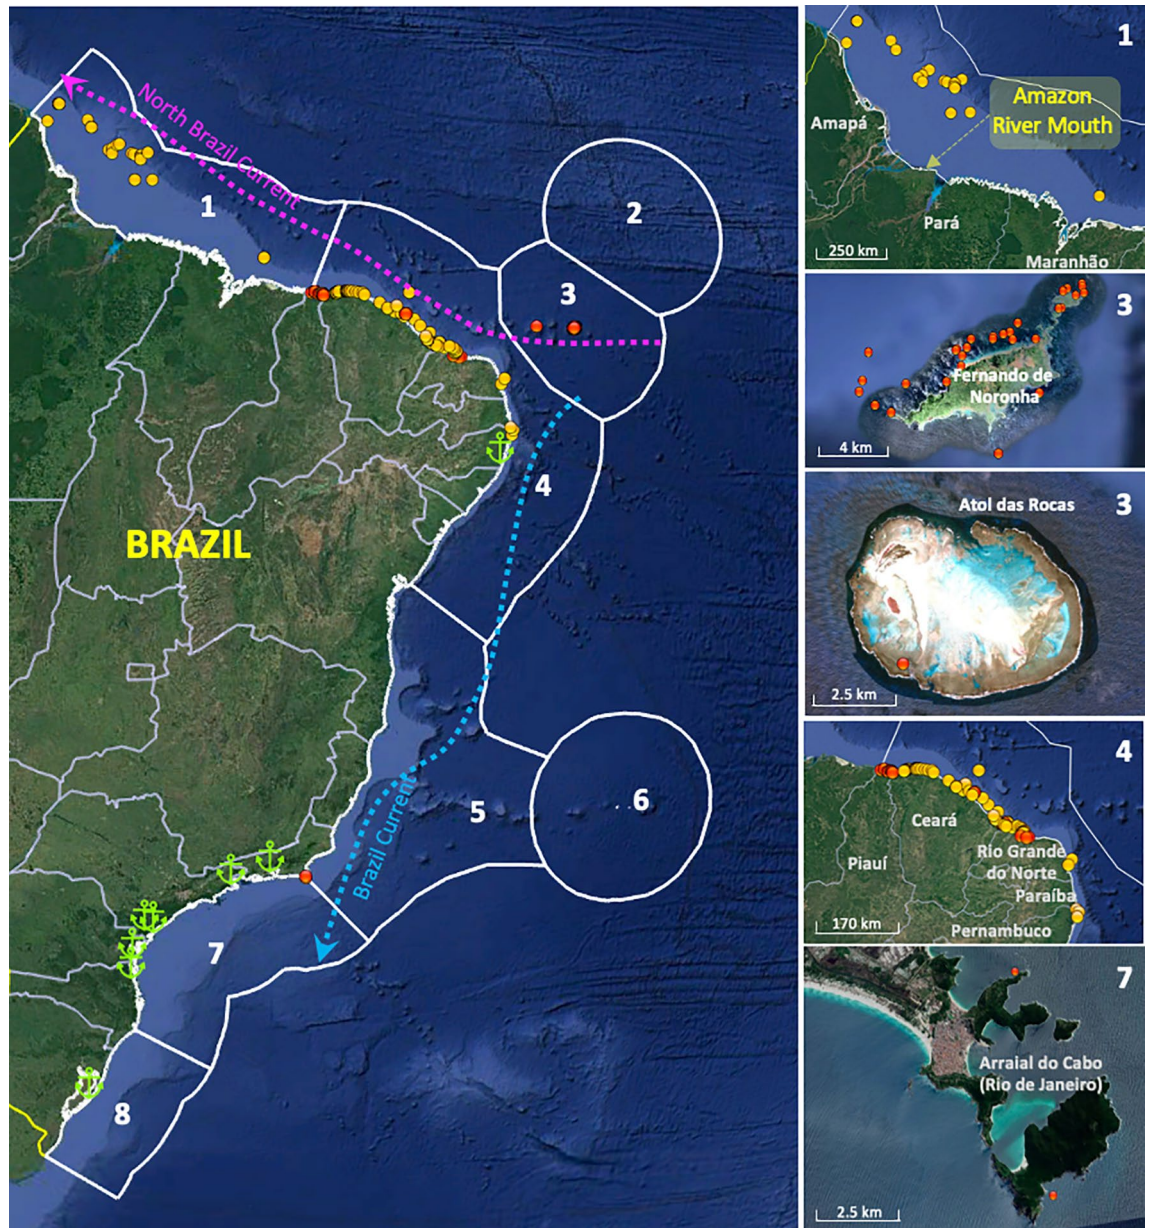 North Brazil Current
1
2
3
4
BRAZIL
5
6
Brazil Current
7
8
1
Amazon
River Mouth
Amapá
Pará
250 km
Maranhão
3
Fernando de
Noronha
4 km
Atol das Rocas
3
2.5 km
4
Ceará
Piauí
Rio Grande
do Norte
Paraíba
170 km
Pernambuco
7
Arraial do Cabo
(Rio de Janeiro)
2.5 km